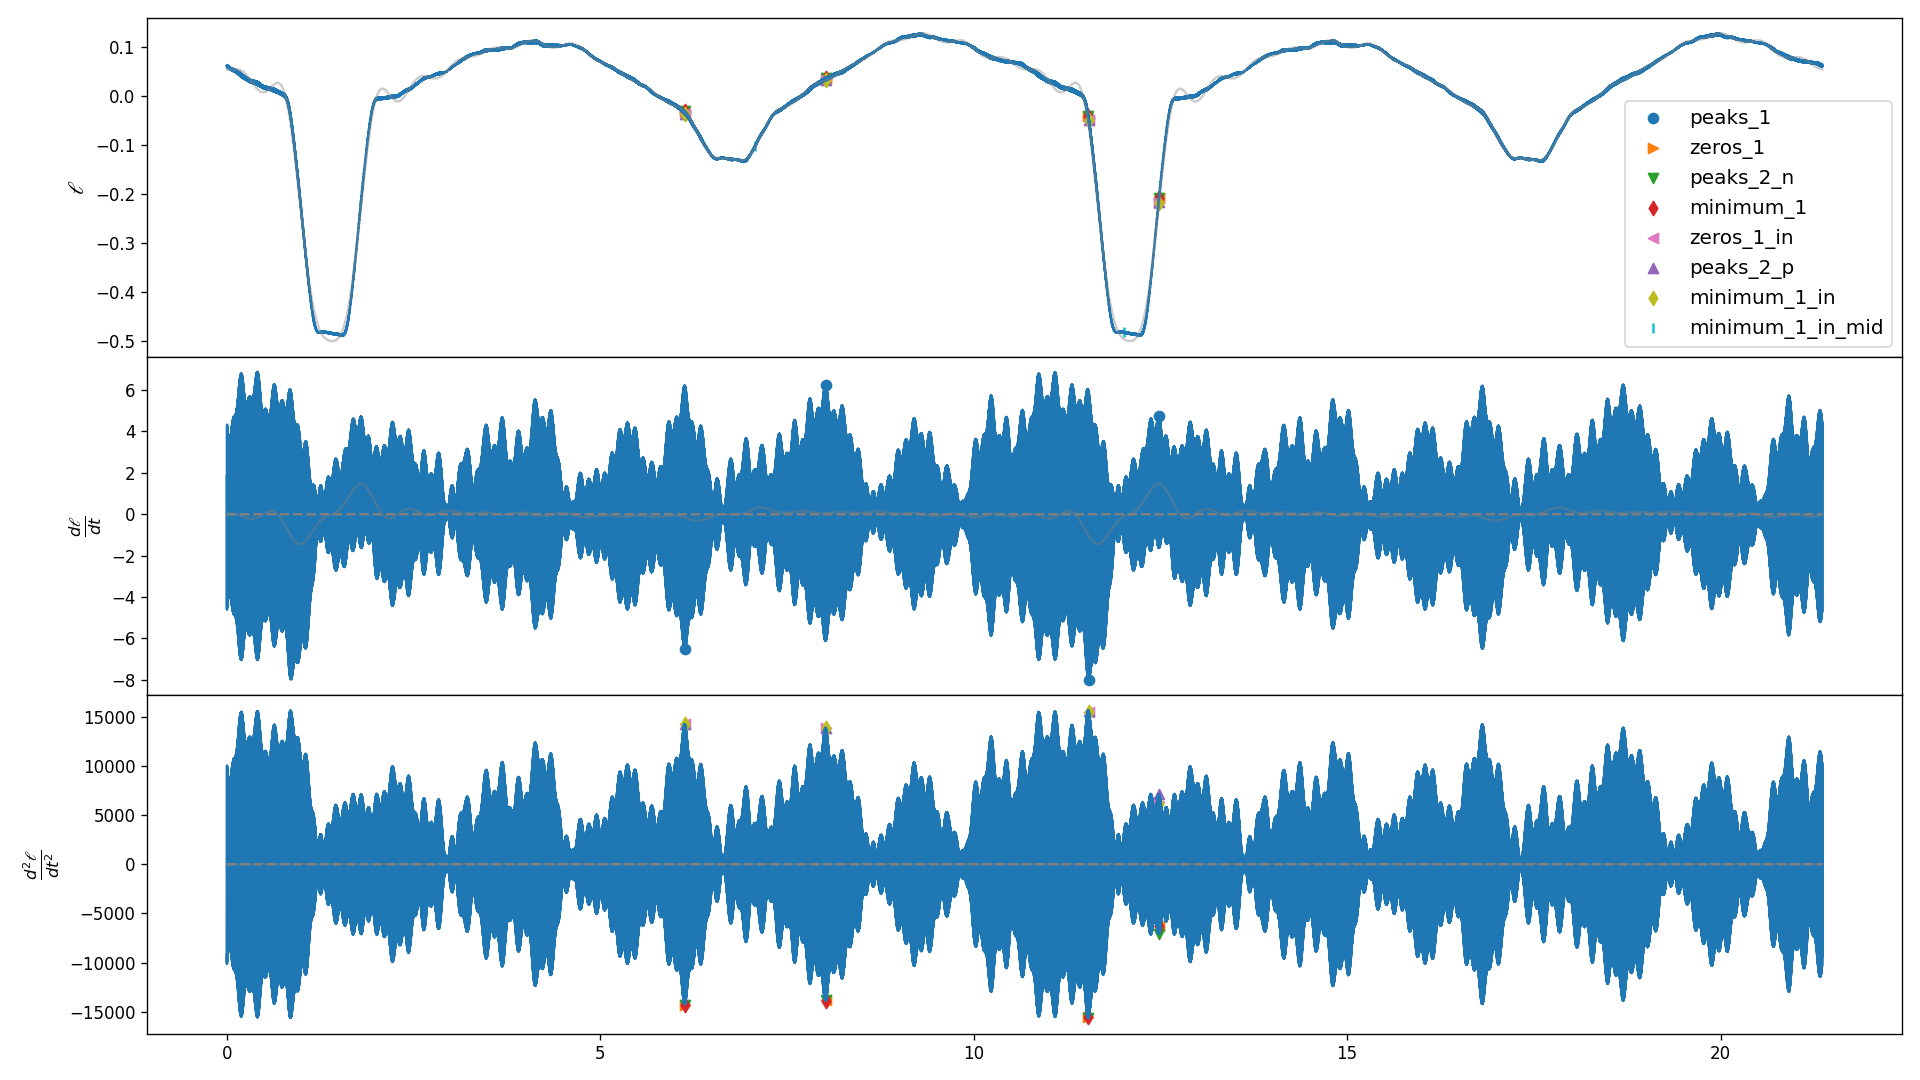 0.1
0.0
−0.1
−0.2
−0.3
−0.4
−0.5
ℓ
peaks_1
zeros_1
peaks_2_n
minimum_1
zeros_1_in
peaks_2_p
minimum_1_in
minimum_1_in_mid
6
4
2
0
−2
−4
−6
−8
dℓ
dt
15000
10000
5000
0
−5000
−10000
−15000
d²ℓ
dt²
0 5 10 15 20